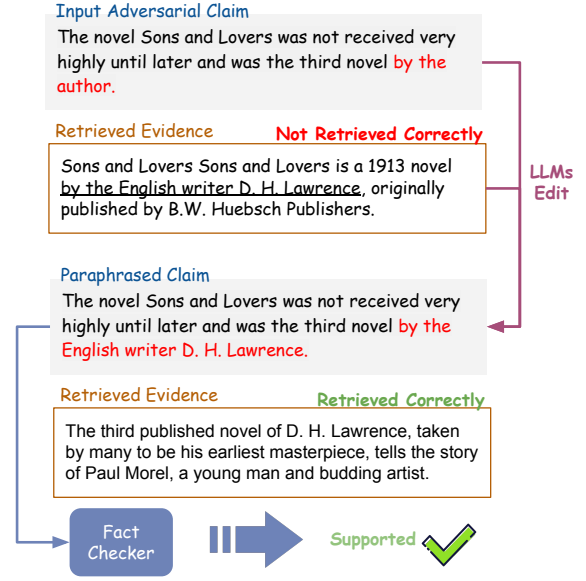 Input Adversarial Claim
The novel Sons and Lovers was not received very
highly until later and was the third novel by the
author.
Retrieved Evidence
Not Retrieved Correctly
Sons and Lovers Sons and Lovers is a 1913 novel
by the English writer D. H. Lawrence, originally
published by B.W. Huebsch Publishers.
LLMs
Edit
Paraphrased Claim
The novel Sons and Lovers was not received very
highly until later and was the third novel by the
English writer D. H. Lawrence.
Retrieved Evidence
Retrieved Correctly
The third published novel of D. H. Lawrence, taken
by many to be his earliest masterpiece, tells the story
of Paul Morel, a young man and budding artist.
Fact
Checker
Supported